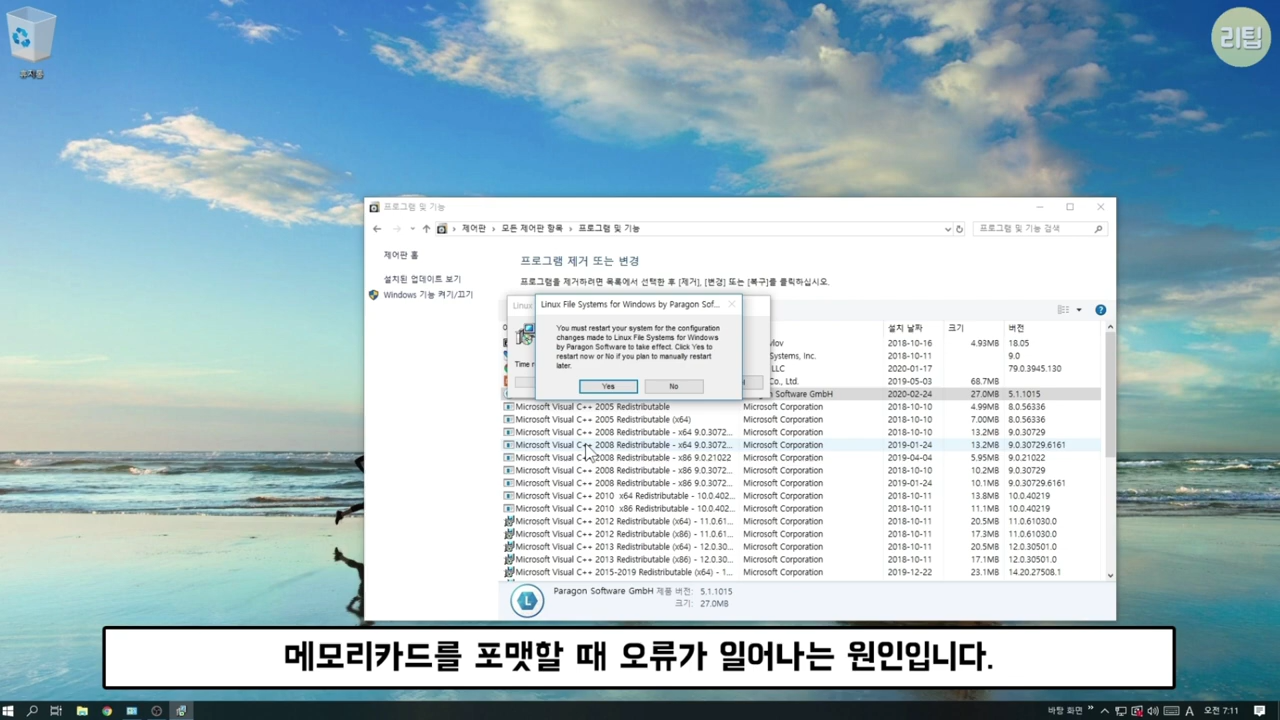 리팁
휴지통
프로그램 및 기능
제어판 › 모든 제어판 항목 › 프로그램 및 기능
프로그램 및 기능 검색
제어판 홈
설치된 업데이트 보기
Windows 기능 켜기/끄기
프로그램 제거 또는 변경
프로그램을 제거하려면 목록에서 선택한 후 [제거], [변경] 또는 [복구]를 클릭하십시오.
Linux
Linux File Systems for Windows by Paragon Sof...
You must restart your system for the configuration
changes made to Linux File Systems for Windows
by Paragon Software to take effect. Click Yes to
restart now or No if you plan to manually restart
later.
Time r
Yes
No
설치 날짜 크기 버전
2018-10-16 4.93MB 18.05
Systems, Inc. 2018-10-11 9.0
LLC 2020-01-17 79.0.3945.130
Co., Ltd. 2019-05-03 68.7MB
Software GmbH 2020-02-24 27.0MB 5.1.1015
Microsoft Visual C++ 2005 Redistributable Microsoft Corporation 2018-10-10 4.99MB 8.0.56336
Microsoft Visual C++ 2005 Redistributable (x64) Microsoft Corporation 2018-10-10 7.00MB 8.0.56336
Microsoft Visual C++ 2008 Redistributable - x64 9.0.3072... Microsoft Corporation 2018-10-10 13.2MB 9.0.30729
Microsoft Visual C++ 2008 Redistributable - x64 9.0.3072... Microsoft Corporation 2019-01-24 13.2MB 9.0.30729.6161
Microsoft Visual C++ 2008 Redistributable - x86 9.0.21022 Microsoft Corporation 2019-04-04 5.95MB 9.0.21022
Microsoft Visual C++ 2008 Redistributable - x86 9.0.3072... Microsoft Corporation 2018-10-10 10.2MB 9.0.30729
Microsoft Visual C++ 2008 Redistributable - x86 9.0.3072... Microsoft Corporation 2019-01-24 10.1MB 9.0.30729.6161
Microsoft Visual C++ 2010 x64 Redistributable - 10.0.402... Microsoft Corporation 2018-10-11 13.8MB 10.0.40219
Microsoft Visual C++ 2010 x86 Redistributable - 10.0.402... Microsoft Corporation 2018-10-11 11.1MB 10.0.40219
Microsoft Visual C++ 2012 Redistributable (x64) - 11.0.61... Microsoft Corporation 2018-10-11 20.5MB 11.0.61030.0
Microsoft Visual C++ 2012 Redistributable (x86) - 11.0.61... Microsoft Corporation 2018-10-11 17.3MB 11.0.61030.0
Microsoft Visual C++ 2013 Redistributable (x64) - 12.0.30... Microsoft Corporation 2018-10-11 20.5MB 12.0.30501.0
Microsoft Visual C++ 2013 Redistributable (x86) - 12.0.30... Microsoft Corporation 2018-10-11 17.1MB 12.0.30501.0
Microsoft Visual C++ 2015-2019 Redistributable (x64) - 1... Microsoft Corporation 2019-12-22 23.1MB 14.20.27508.1
Paragon Software GmbH 제품 버전: 5.1.1015
크기: 27.0MB
메모리카드를 포맷할 때 오류가 일어나는 원인입니다.
바탕 화면 A 오전 7:11